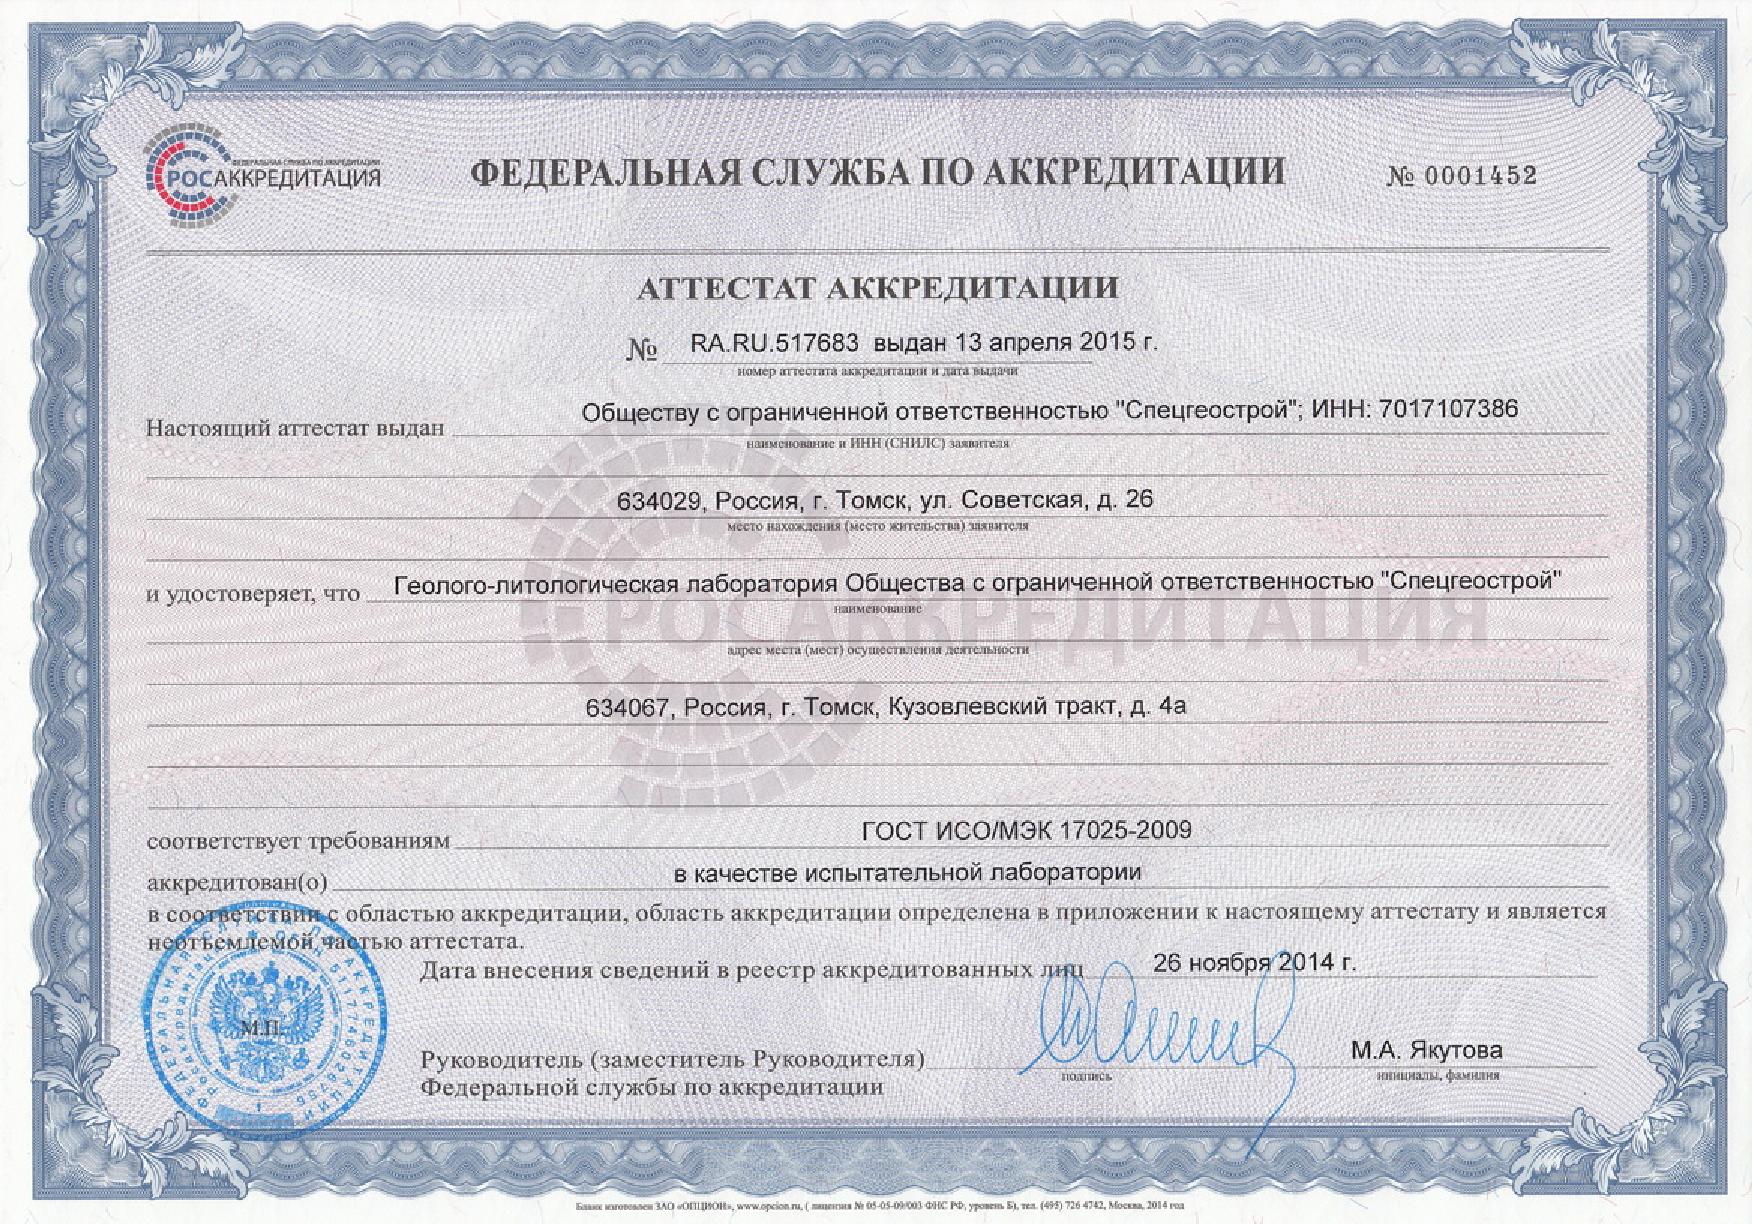 ФЕДЕРАЛЬНАЯ СЛУЖБА ПО АККРЕДИТАЦИИ
РОСАККРЕДИТАЦИЯ
ФЕДЕРАЛЬНАЯ СЛУЖБА ПО АККРЕДИТАЦИИ
№ 0001452
АТТЕСТАТ АККРЕДИТАЦИИ
№ RA.RU.517683 выдан 13 апреля 2015 г.
номер аттестата аккредитации и дата выдачи
Настоящий аттестат выдан Обществу с ограниченной ответственностью "Спецгеострой"; ИНН: 7017107386
наименование и ИНН (СНИЛС) заявителя
634029, Россия, г. Томск, ул. Советская, д. 26
место нахождения (место жительства) заявителя
и удостоверяет, что Геолого-литологическая лаборатория Общества с ограниченной ответственностью "Спецгеострой"
наименование
РОСАККРЕДИТАЦИЯ
адрес места (мест) осуществления деятельности
634067, Россия, г. Томск, Кузовлевский тракт, д. 4а
соответствует требованиям ГОСТ ИСО/МЭК 17025-2009
аккредитован(о) в качестве испытательной лаборатории
в соответствии с областью аккредитации, область аккредитации определена в приложении к настоящему аттестату и является
неотъемлемой частью аттестата.
Дата внесения сведений в реестр аккредитованных лиц 26 ноября 2014 г.
М.П.
Руководитель (заместитель Руководителя)
Федеральной службы по аккредитации
подпись
М.А. Якутова
инициалы, фамилия
Бланк изготовлен ЗАО «ОПЦИОН», www.opcion.ru, ( лицензия № 05-05-09/003 ФНС РФ, уровень Б), тел. (495) 726 4742, Москва, 2014 год